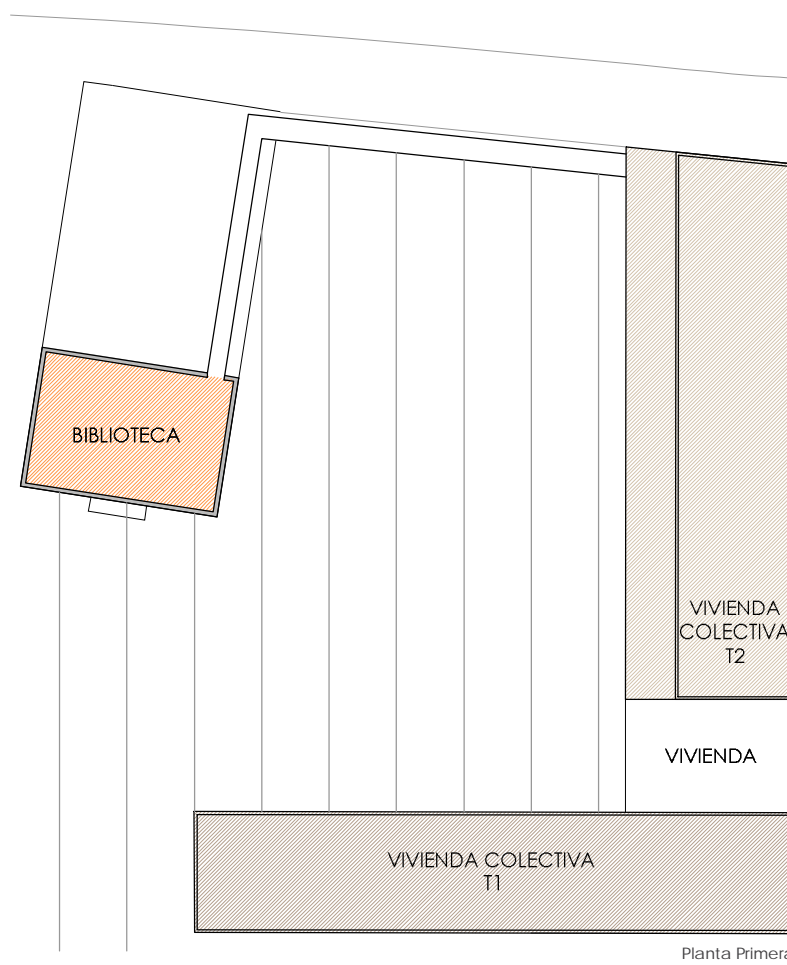 BIBLIOTECA
VIVIENDA
COLECTIVA
T2
VIVIENDA
VIVIENDA COLECTIVA
T1
Planta Primera